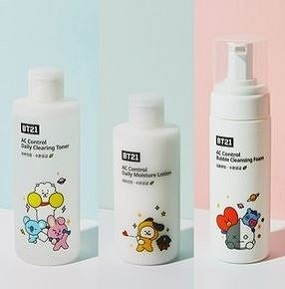 BT21
AC Control
Daily Clearing Toner
BT21
AC Control
Daily Moisture Lotion
BT21
AC Control
Bubble Cleansing Foam